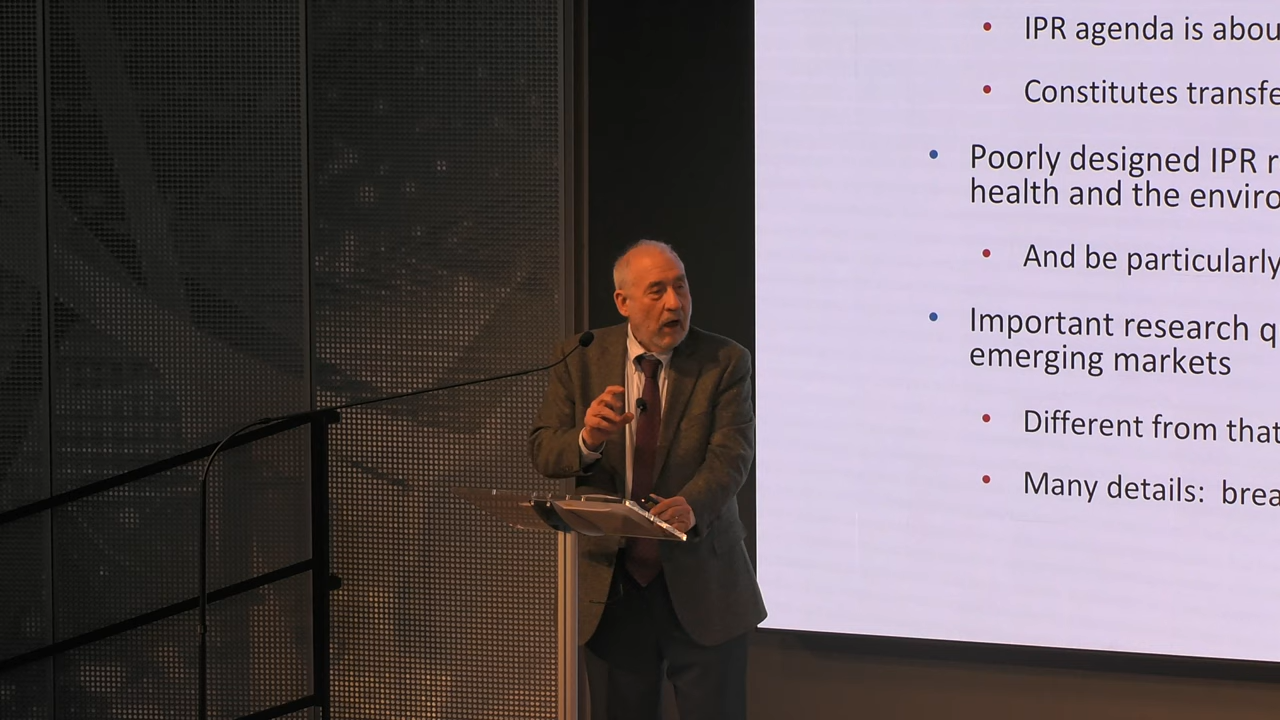 IPR agenda is abou
Constitutes transfe
Poorly designed IPR r
health and the enviro
And be particularly
Important research q
emerging markets
Different from that
Many details: brea